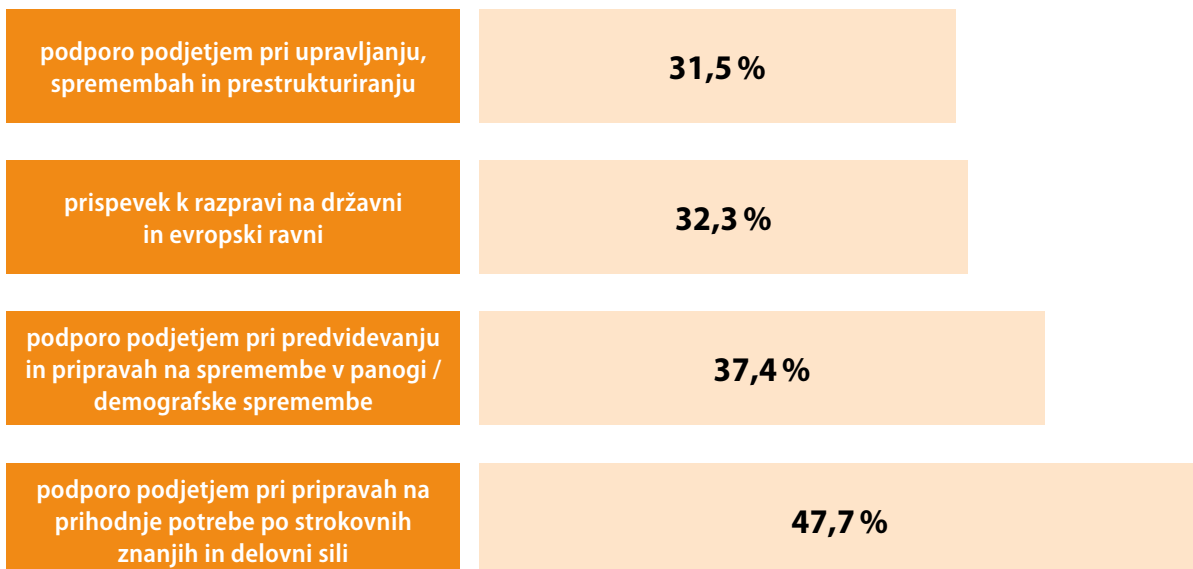 podporo podjetjem pri upravljanju,
spremembah in prestrukturiranju
31,5 %
prispevek k razpravi na državni
in evropski ravni
32,3 %
podporo podjetjem pri predvidevanju
in pripravah na spremembe v panogi /
demografske spremembe
37,4 %
podporo podjetjem pri pripravah na
prihodnje potrebe po strokovnih
znanjih in delovni sili
47,7 %